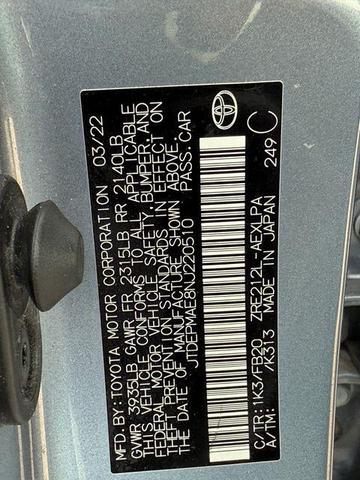 MFD.BY:TOYOTA MOTOR CORPORATION 03/22
GVWR 3935LB GAWR FR 2315LB RR 2140LB
THIS VEHICLE CONFORMS TO ALL APPLICABLE
FEDERAL MOTOR VEHICLE SAFETY, BUMPER, AND
THEFT PREVENTION STANDARDS IN EFFECT ON
THE DATE OF MANUFACTURE SHOWN ABOVE.
JTDEPMAE8NJ220510 PASS.CAR
C/TR:1K3/FB20 ZRE212L-AEXLPA
A/TM: /K313 MADE IN JAPAN 249
C